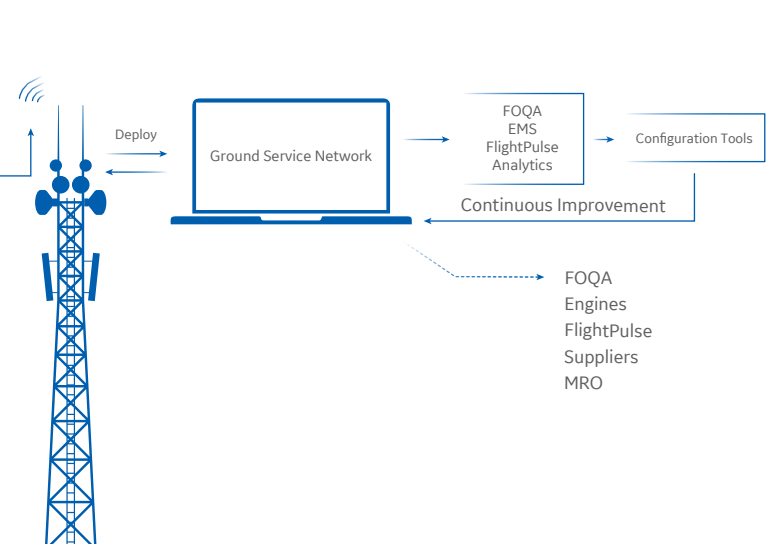 Deploy
Ground Service Network
FOQA
EMS
FlightPulse
Analytics
Configuration Tools
Continuous Improvement
FOQA
Engines
FlightPulse
Suppliers
MRO